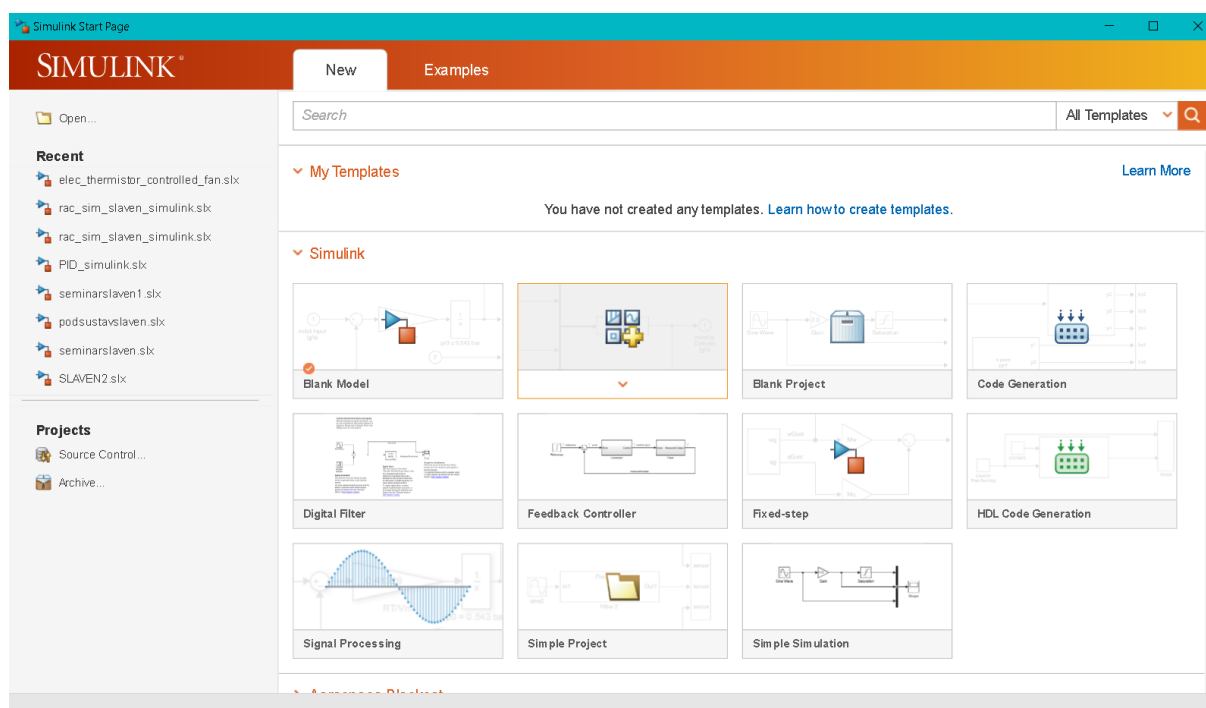 Simulink Start Page
SIMULINK®
New
Examples
Open...
Search
All Templates
Recent
elec_thermistor_controlled_fan.slx
rac_sim_slaven_simulink.slx
rac_sim_slaven_simulink.slx
PID_simulink.slx
seminarslaven1.slx
podsustavslaven.slx
seminarslaven.slx
SLAVEN2.slx
Projects
Source Control...
Archive...
My Templates
Learn More
You have not created any templates. Learn how to create templates.
Simulink
Blank Model
Blank Project
Code Generation
Digital Filter
Feedback Controller
Fixed-step
HDL Code Generation
Signal Processing
Simple Project
Simple Simulation